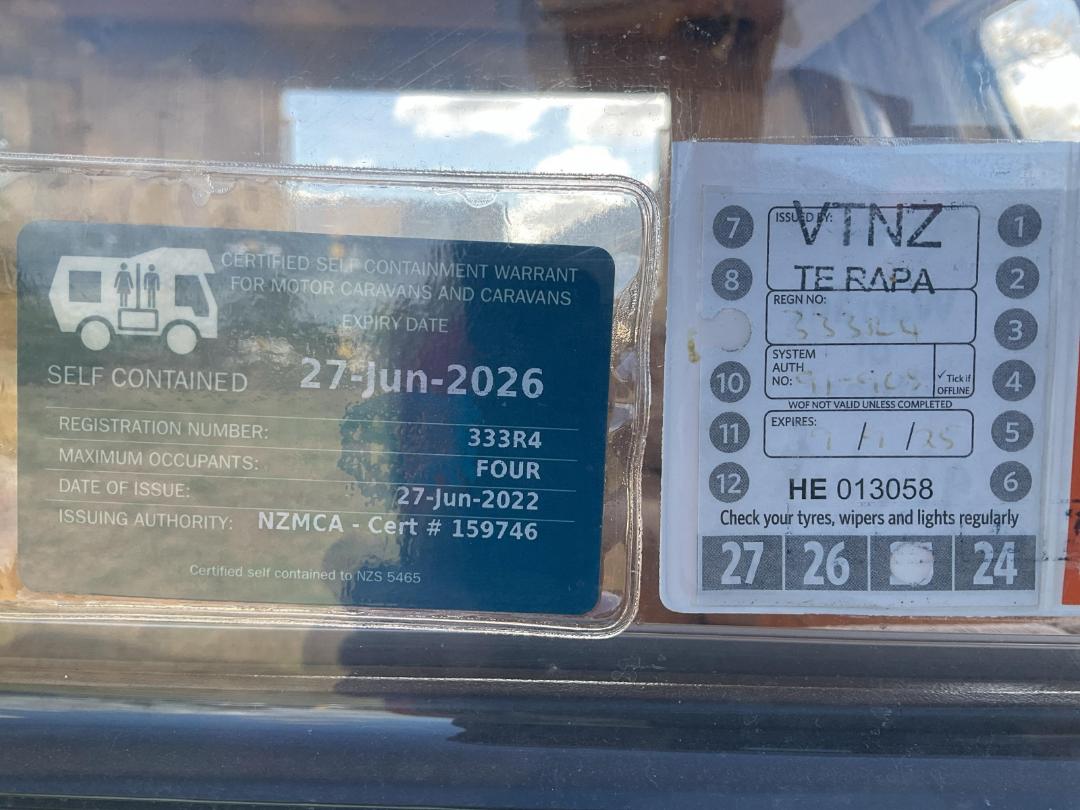 CERTIFIED SELF CONTAINMENT WARRANT
FOR MOTOR CARAVANS AND CARAVANS
EXPIRY DATE
SELF CONTAINED
27-Jun-2026
REGISTRATION NUMBER: 333R4
MAXIMUM OCCUPANTS: FOUR
DATE OF ISSUE: 27-Jun-2022
ISSUING AUTHORITY: NZMCA - Cert # 159746
Certified self contained to NZS 5465
7
8
10
11
12
ISSUED BY:
VTNZ
TE RAPA
REGN NO:
SYSTEM
AUTH
NO:
✓ Tick if
OFFLINE
WOF NOT VALID UNLESS COMPLETED
EXPIRES:
HE 013058
1
2
3
4
5
6
Check your tyres, wipers and lights regularly
27 26 24